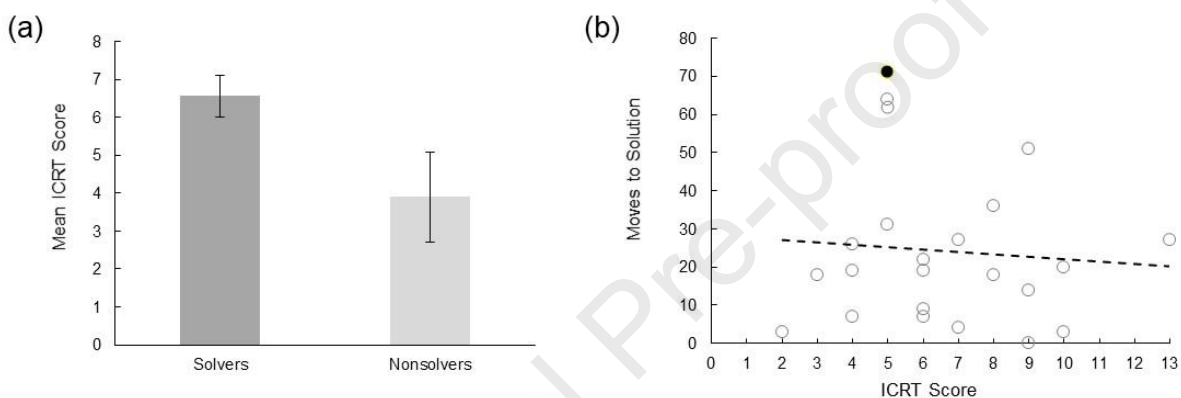 (a)
Mean ICRT Score
8
7
6
5
4
3
2
1
0
Solvers Nonsolvers
(b)
Moves to Solution
80
70
60
50
40
30
20
10
0
0 1 2 3 4 5 6 7 8 9 10 11 12 13
ICRT Score
l Pre-proof